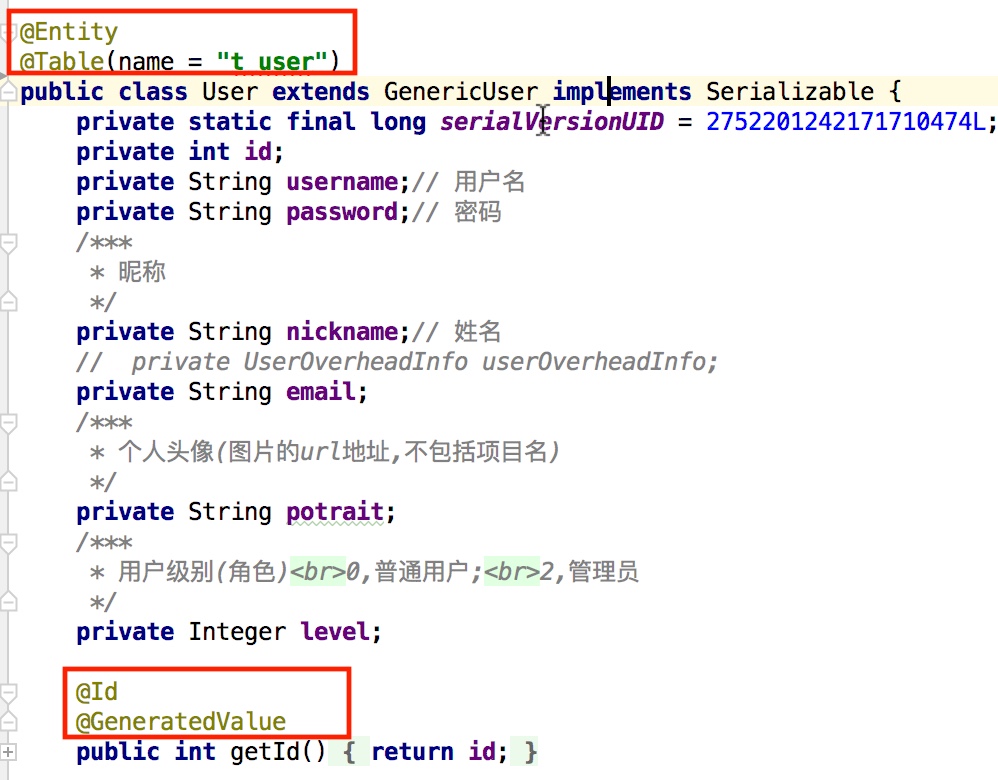 @Entity
@Table(name = "t_user")
public class User extends GenericUser implements Serializable {
private static final long serialVersionUID = 2752201242171710474L;
private int id;
private String username;// 用户名
private String password;// 密码
/***
* 昵称
*/
private String nickname;// 姓名
//  private UserOverheadInfo userOverheadInfo;
private String email;
/***
* 个人头像(图片的url地址,不包括项目名)
*/
private String potrait;
/***
* 用户级别(角色)<br>0,普通用户;<br>2,管理员
*/
private Integer level;
@Id
@GeneratedValue
public int getId() { return id; }